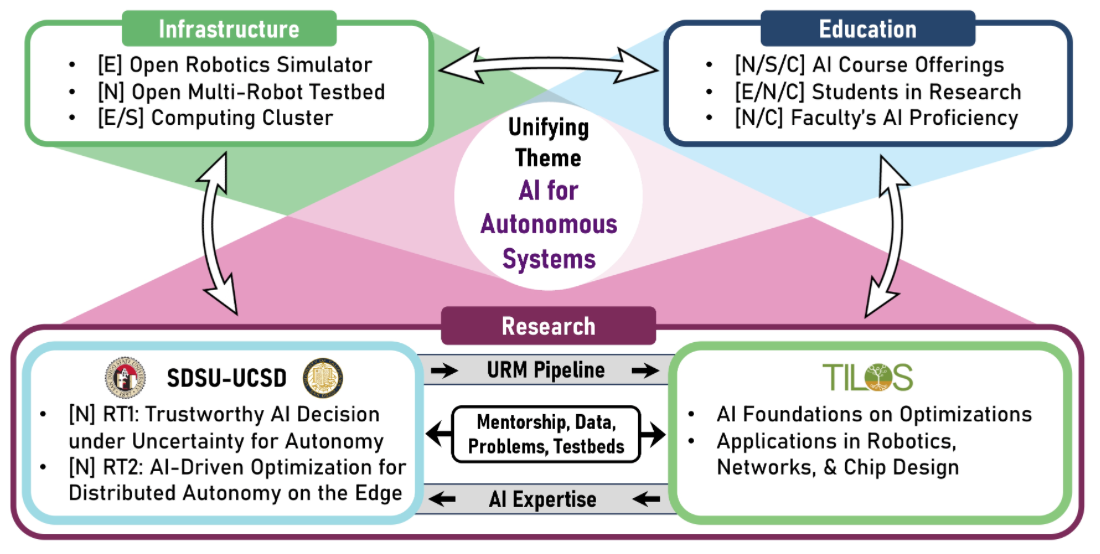 Infrastructure
• [E] Open Robotics Simulator
• [N] Open Multi-Robot Testbed
• [E/S] Computing Cluster
Education
• [N/S/C] AI Course Offerings
• [E/N/C] Students in Research
• [N/C] Faculty's AI Proficiency
Unifying
Theme
AI for
Autonomous
Systems
Research
SDSU-UCSD
• [N] RT1: Trustworthy AI Decision
under Uncertainty for Autonomy
• [N] RT2: AI-Driven Optimization for
Distributed Autonomy on the Edge
URM Pipeline
Mentorship, Data,
Problems, Testbeds
AI Expertise
TILOS
• AI Foundations on Optimizations
• Applications in Robotics,
Networks, & Chip Design